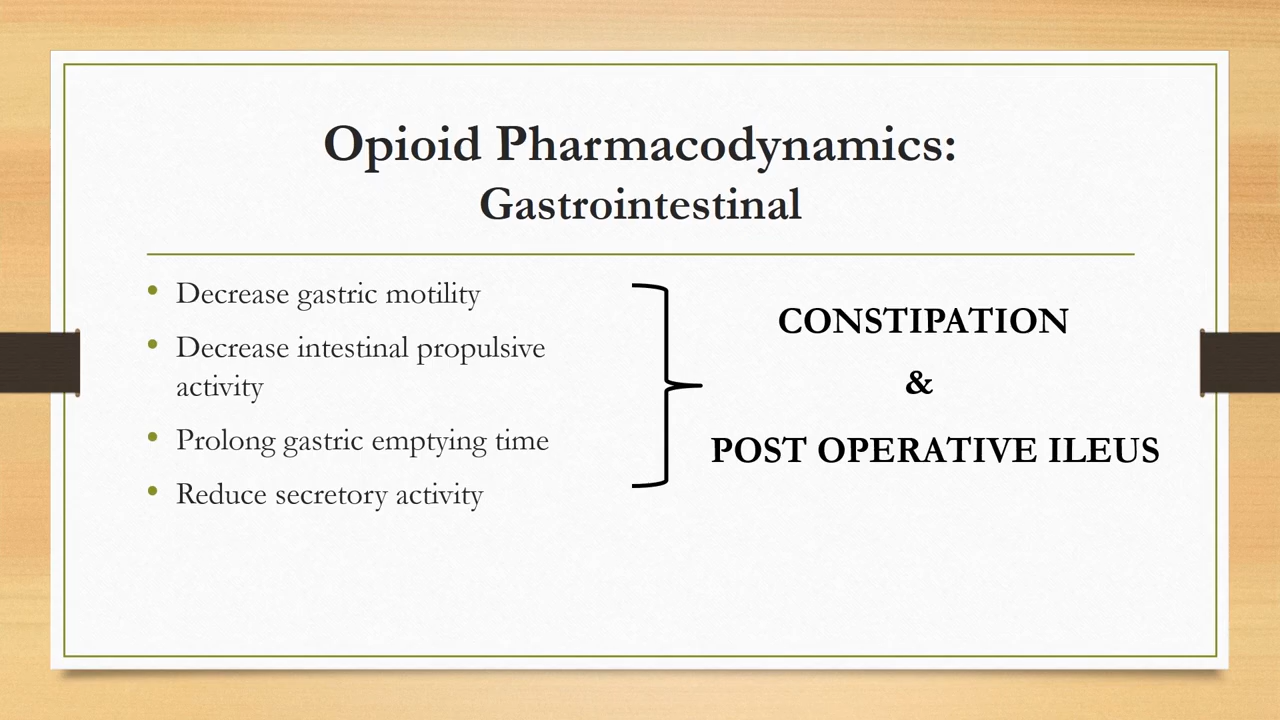 Opioid Pharmacodynamics:
Gastrointestinal
• Decrease gastric motility
• Decrease intestinal propulsive
activity
• Prolong gastric emptying time
• Reduce secretory activity
CONSTIPATION
&
POST OPERATIVE ILEUS